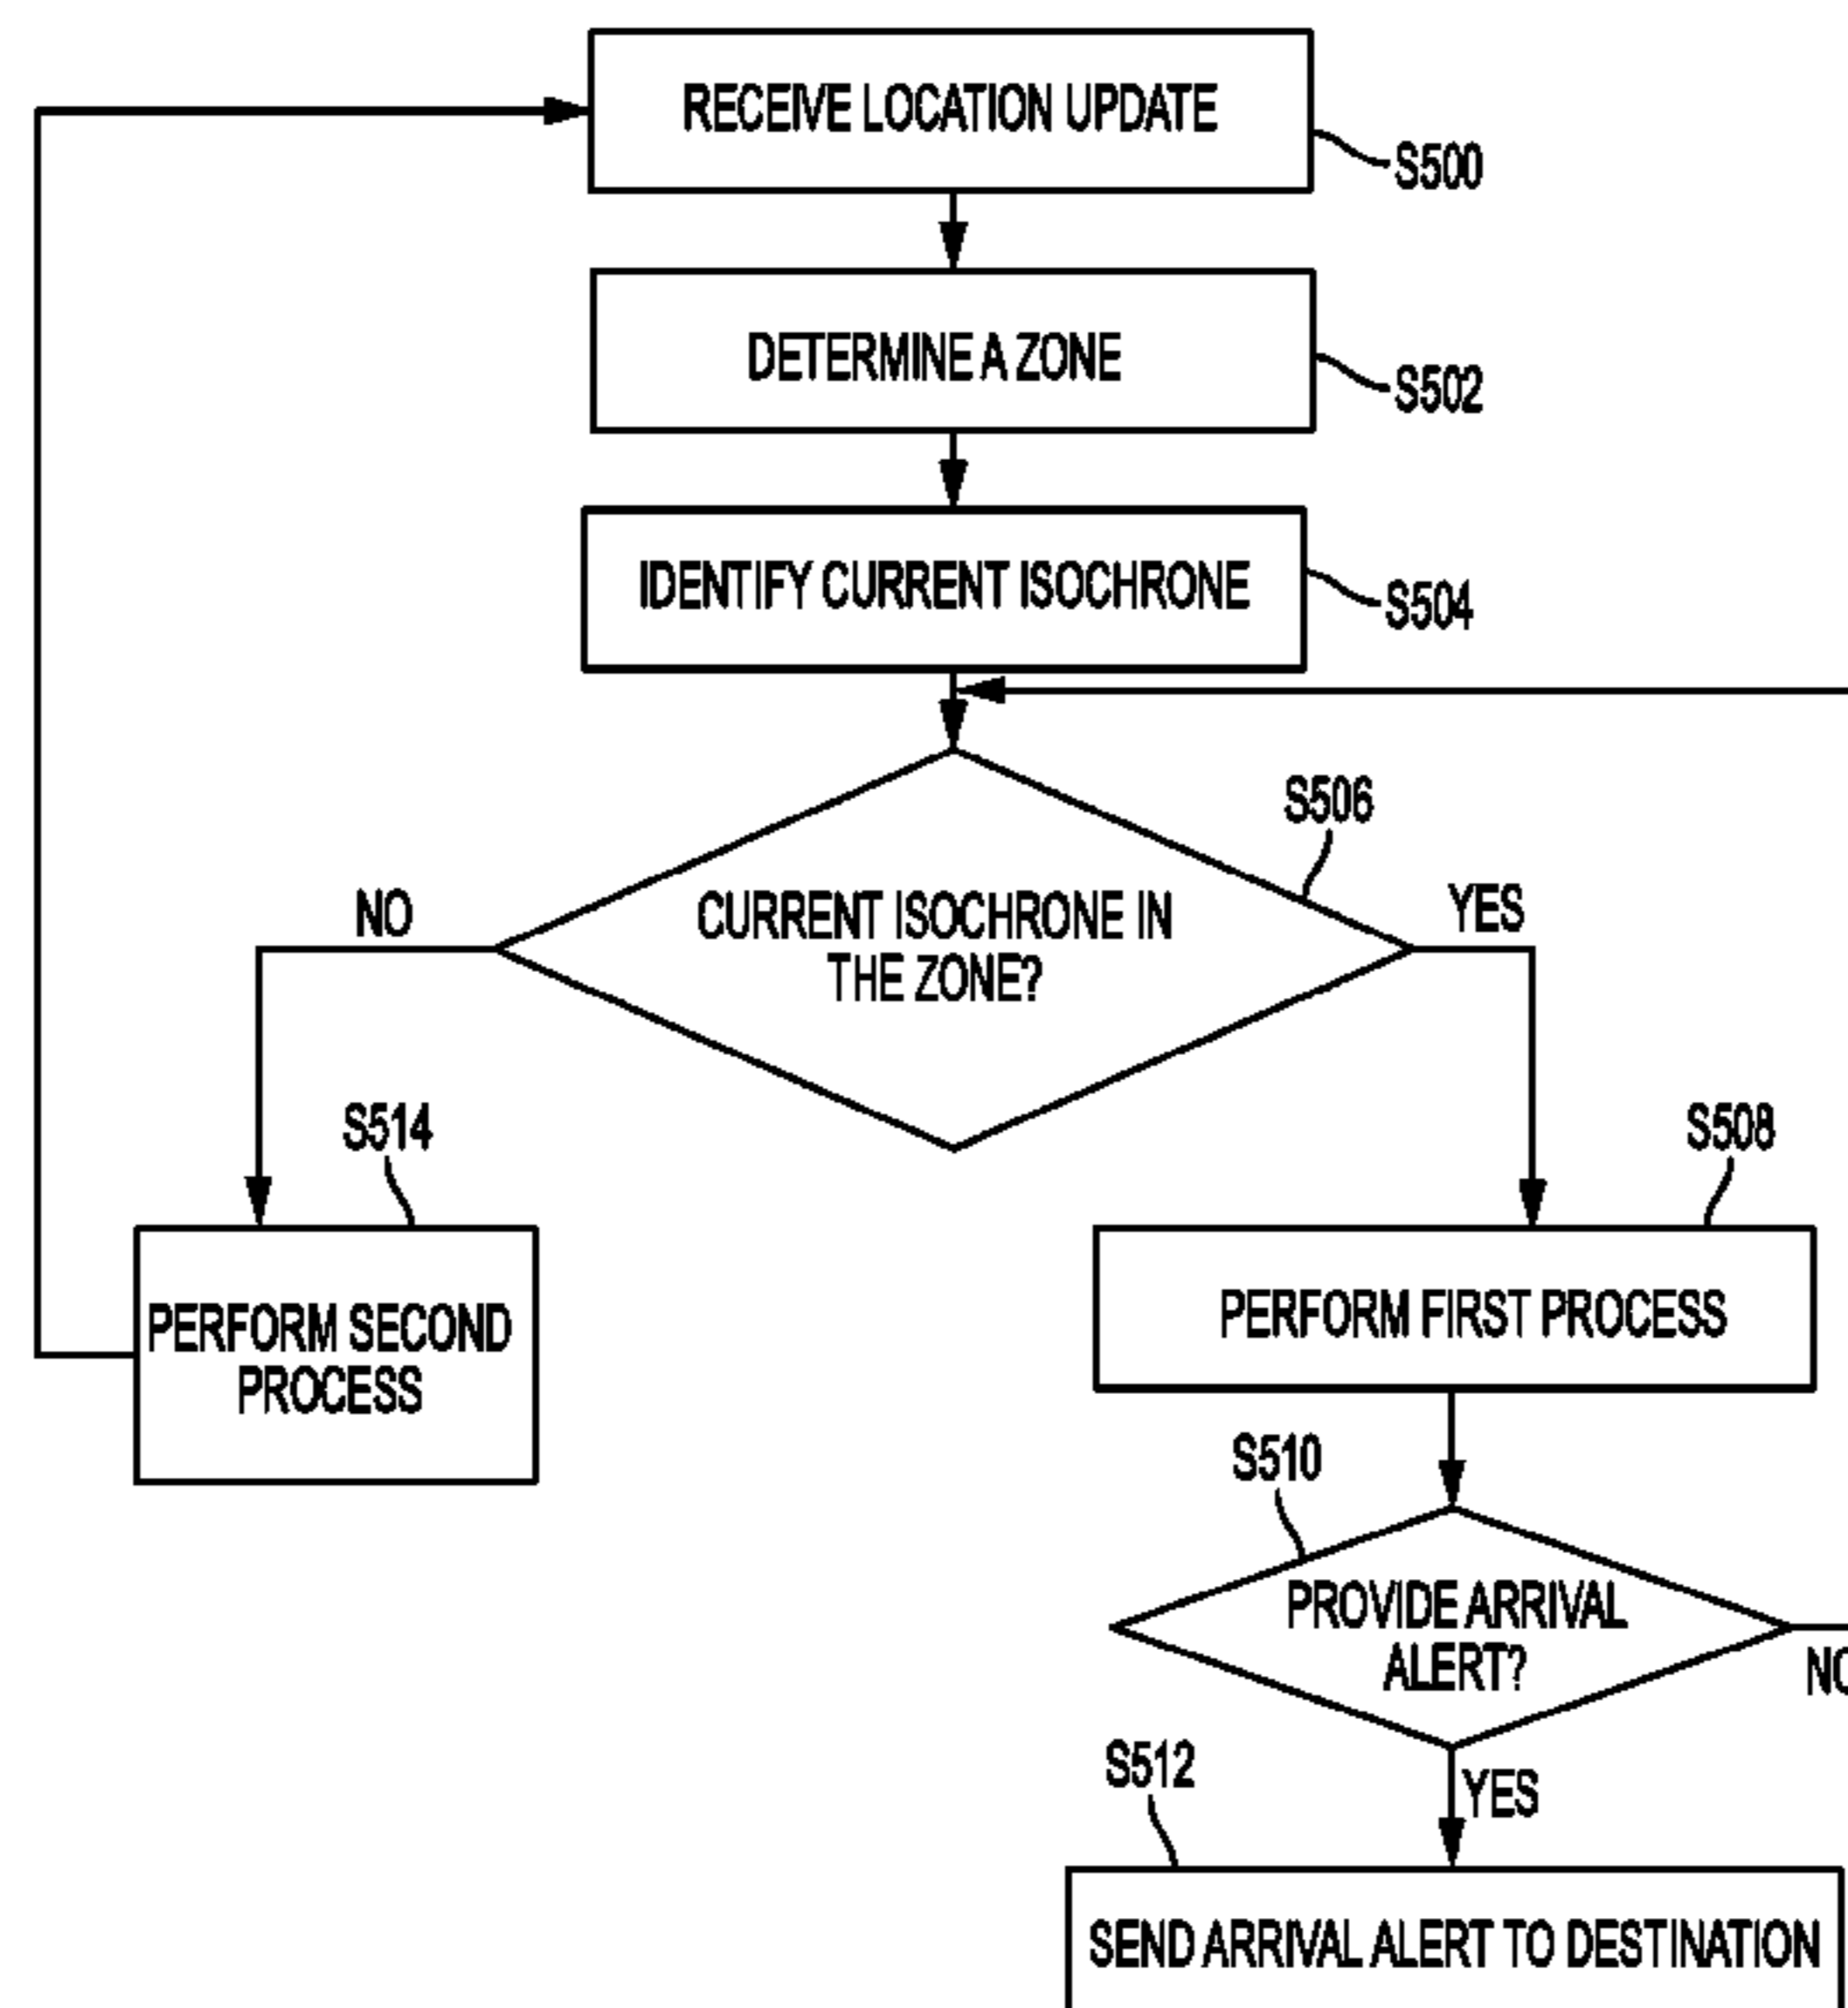 RECEIVE LOCATION UPDATE
S500
DETERMINE A ZONE
S502
IDENTIFY CURRENT ISOCHRONE
S504
S506
NO
CURRENT ISOCHRONE IN
THE ZONE?
YES
S514
S508
PERFORM SECOND
PROCESS
PERFORM FIRST PROCESS
S510
PROVIDE ARRIVAL
ALERT?
NO
S512
YES
SEND ARRIVAL ALERT TO DESTINATION